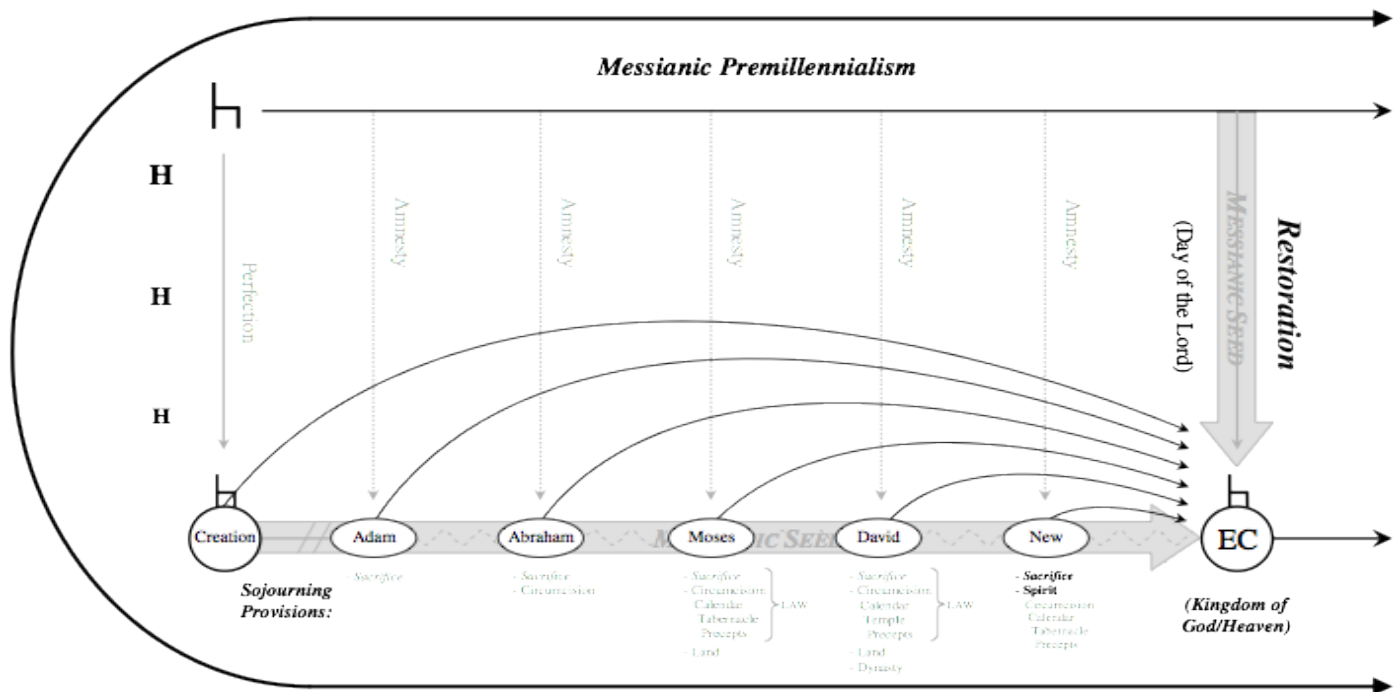 Messianic Premillennialism
H
H
H
Perfection
Amnesty
Amnesty
Amnesty
Amnesty
Amnesty
(Day of the Lord)
MESSIANIC SEED
Restoration
Creation
Adam
Abraham
Moses
David
New
EC
Sojourning
Provisions:
- Sacrifice
- Sacrifice
- Circumcision
- Sacrifice
- Circumcision
Calendar
Tabernacle
Precepts
LAW
- Land
- Sacrifice
- Circumcision
Calendar
Temple
Precepts
LAW
- Land
- Dynasty
- Sacrifice
- Spirit
Circumcision
Calendar
Tabernacle
Precepts
(Kingdom of
God/Heaven)